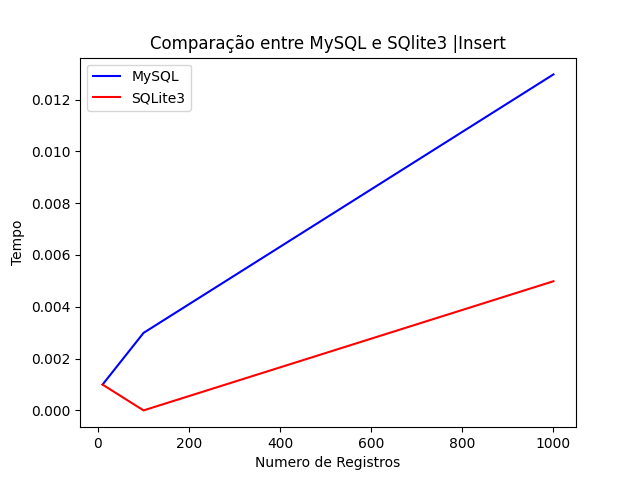 Comparação entre MySQL e SQlite3 |Insert
MySQL
SQLite3
0.012
0.010
0.008
0.006
0.004
0.002
0.000
Tempo
0 200 400 600 800 1000
Numero de Registros